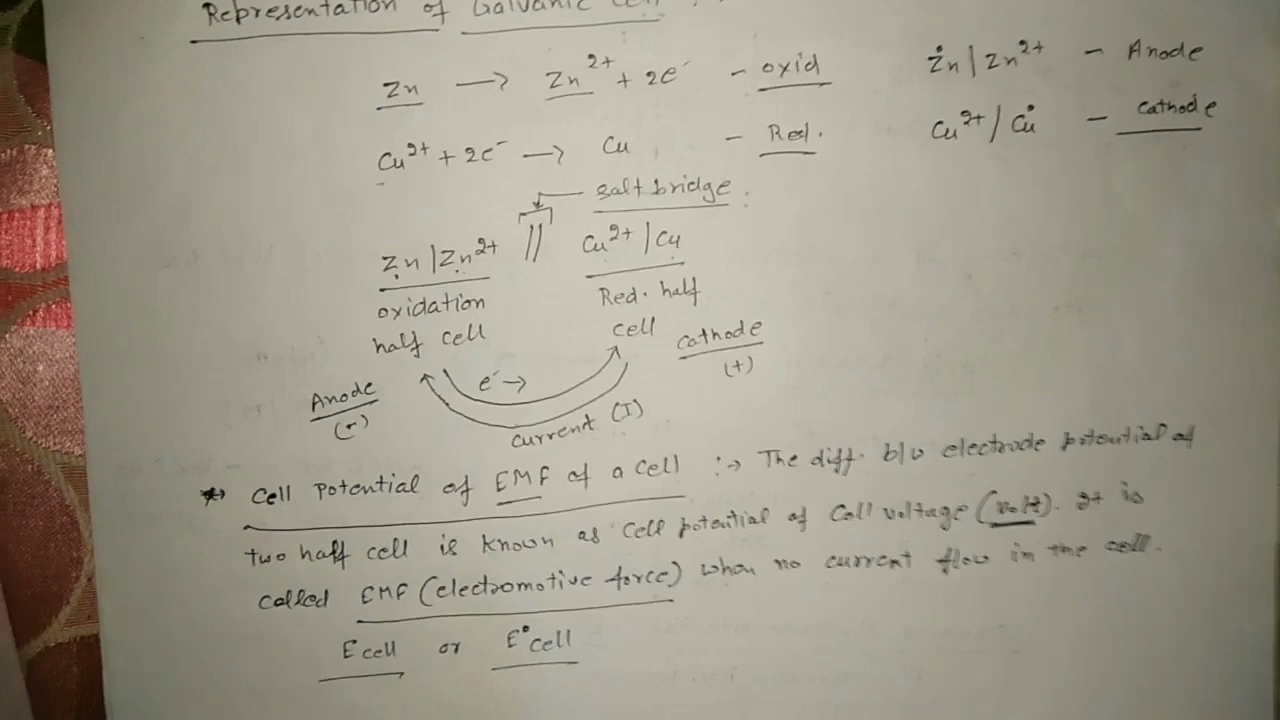 Representation of Galvanic Cell
Zn → Zn²⁺ + 2e⁻ - oxid
Zn | Zn²⁺ - Anode
Cu²⁺ + 2e⁻ → Cu - Red.
Cu²⁺ / Cu - Cathode
salt bridge.
Zn | Zn²⁺ || Cu²⁺ | Cu
oxidation
half cell
Red. half
cell
Cathode
(+)
Anode
(-)
e⁻ →
Current (I)
Cell Potential of EMF of a Cell :→ The diff. b/w electrode potential of
two half cell is known as cell potential of Cell voltage (volt). It is
called EMF (electromotive force) when no current flow in the cell.
E cell or E° cell